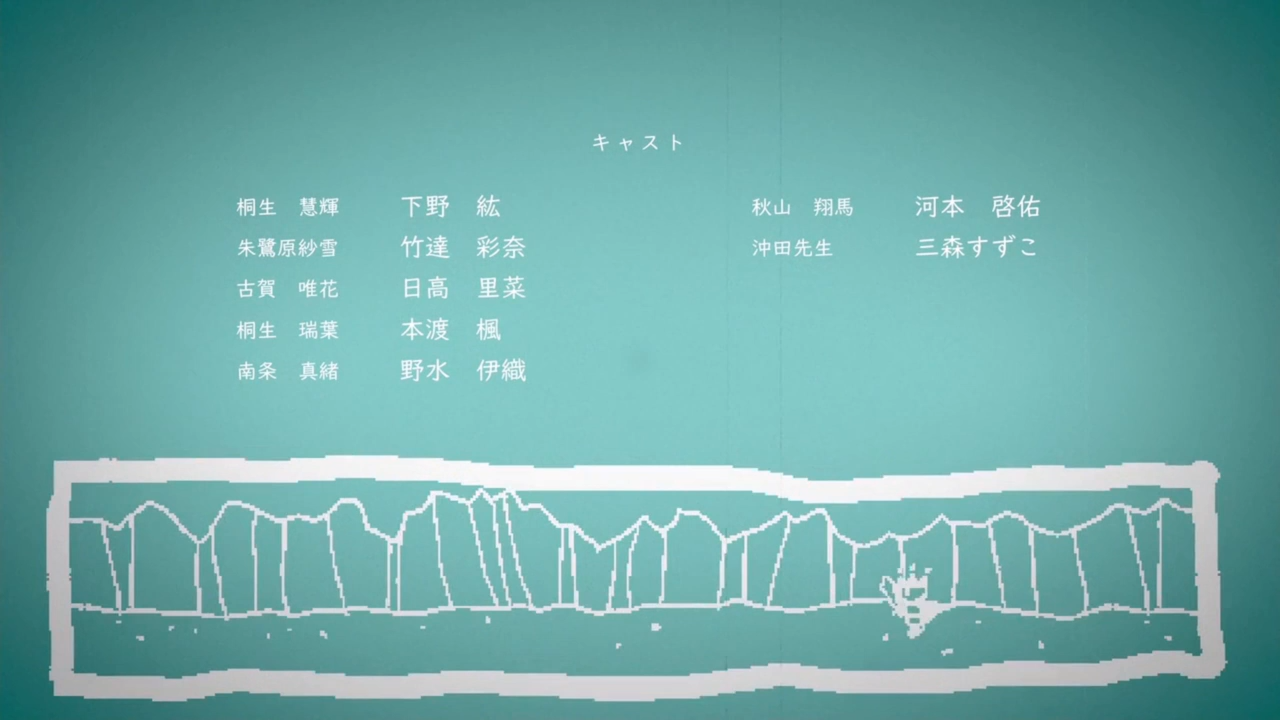 キャスト
桐生　慧輝　下野　紘
朱鷺原紗雪　竹達　彩奈
古賀　唯花　日高　里菜
桐生　瑞葉　本渡　楓
南条　真緒　野水　伊織
秋山　翔馬　河本　啓佑
沖田先生　三森すずこ